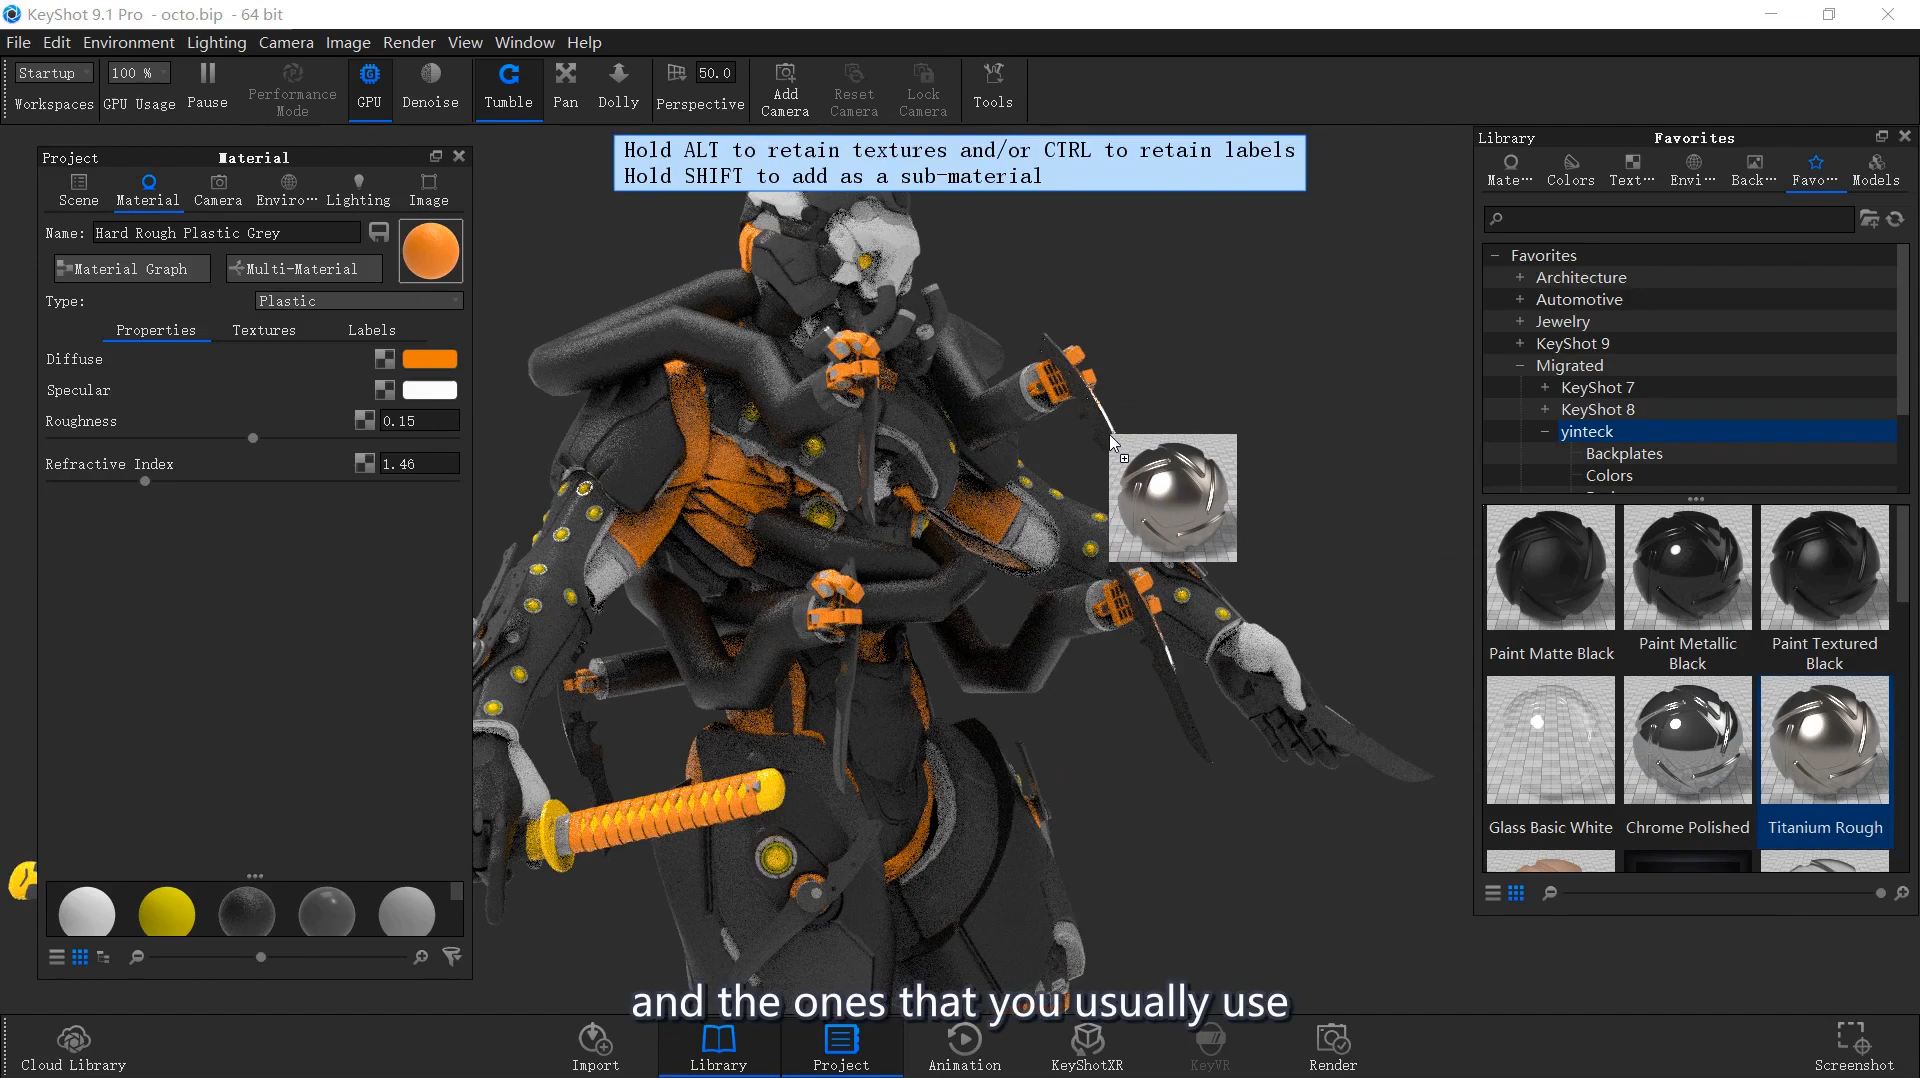 KeyShot 9.1 Pro - octo.bip - 64 bit
File Edit Environment Lighting Camera Image Render View Window Help
Startup
Workspaces
100 %
GPU Usage
Pause
Performance
Mode
GPU
Denoise
Tumble
Pan
Dolly
50.0
Perspective
Add
Camera
Reset
Camera
Lock
Camera
Tools
Hold ALT to retain textures and/or CTRL to retain labels
Hold SHIFT to add as a sub-material
Project
Material
Scene
Material
Camera
Enviro···
Lighting
Image
Name: Hard Rough Plastic Grey
Material Graph
Multi-Material
Type: Plastic
Properties Textures Labels
Diffuse
Specular
Roughness 0.15
Refractive Index 1.46
Library
Favorites
Mate···
Colors
Text···
Envi···
Back···
Favo···
Models
Favorites
Architecture
Automotive
Jewelry
KeyShot 9
Migrated
KeyShot 7
KeyShot 8
yinteck
Backplates
Colors
Paint Matte Black
Paint Metallic
Black
Paint Textured
Black
Glass Basic White
Chrome Polished
Titanium Rough
and the ones that you usually use
Cloud Library
Import
Library
Project
Animation
KeyShotXR
KeyVR
Render
Screenshot